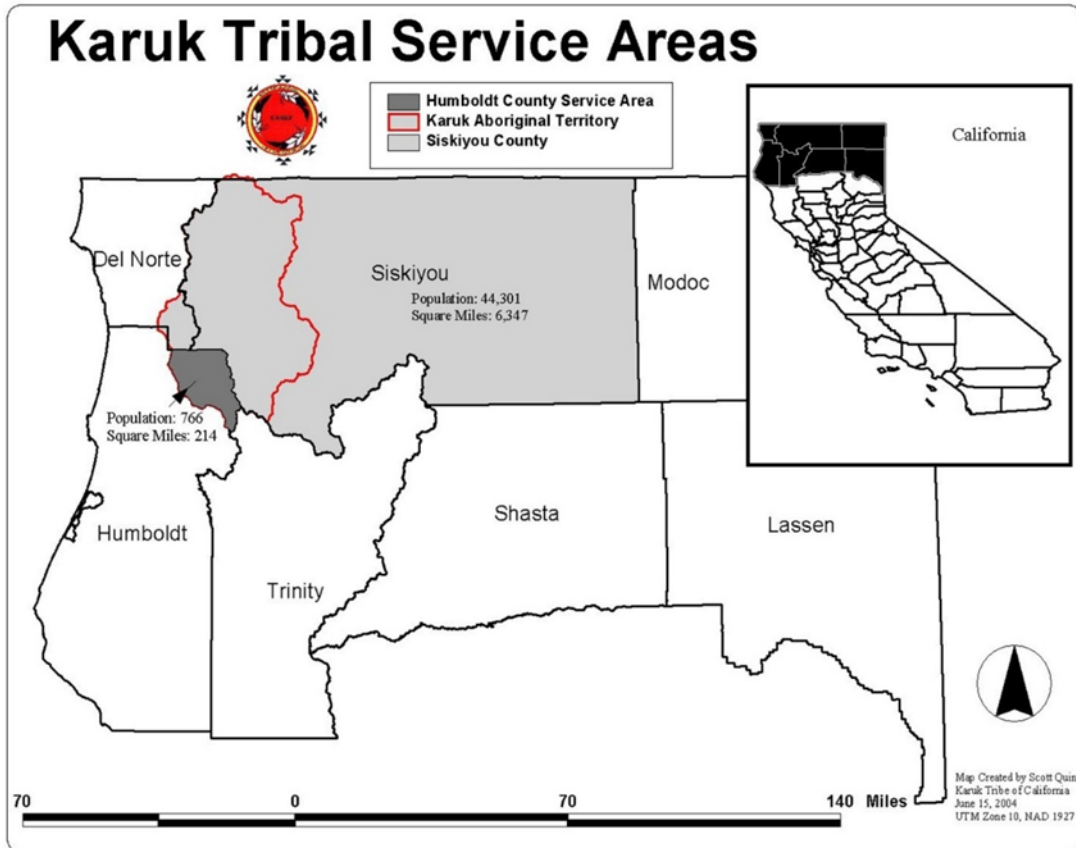 Karuk Tribal Service Areas
KARUK
Humboldt County Service Area
Karuk Aboriginal Territory
Siskiyou County
California
Del Norte
Siskiyou
Population: 44,301
Square Miles: 6,347
Modoc
Population: 766
Square Miles: 214
Humboldt
Trinity
Shasta
Lassen
70 0 70 140 Miles
Map Created by Scott Quin
Karuk Tribe of California
June 15, 2004
UTM Zone 10, NAD 1927